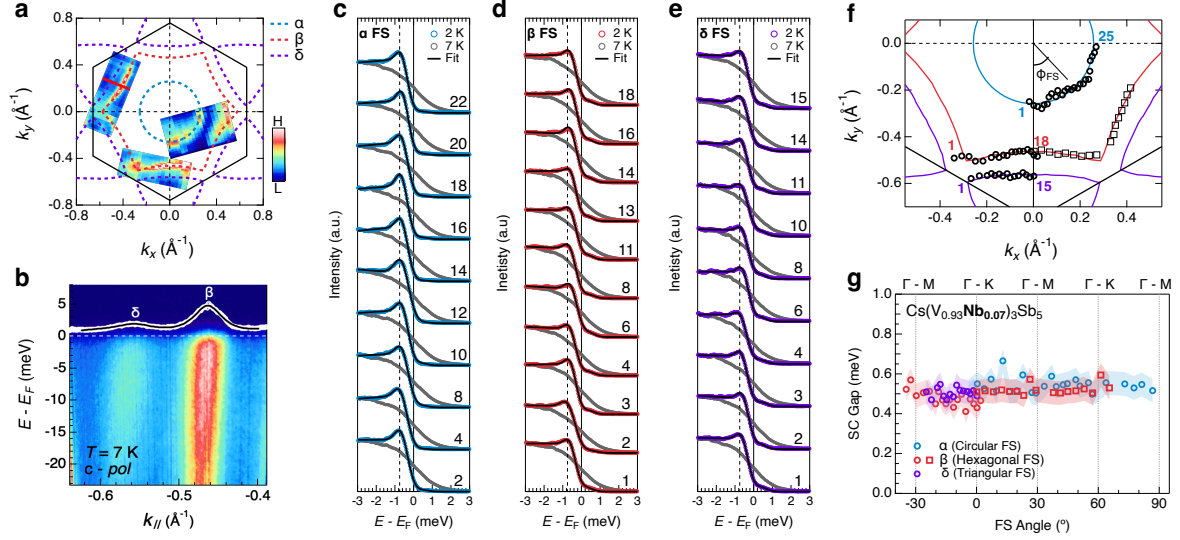 a
α
β
δ
0.8
0.4
0.0
-0.4
-0.8
-0.8 -0.4 0.0 0.4 0.8
k_y (Å⁻¹)
k_x (Å⁻¹)
H
L
b
δ
β
5
0
-5
-10
-15
-20
E - E_F (meV)
T = 7 K
c - pol
-0.6 -0.5 -0.4
k_// (Å⁻¹)
c
α FS
2 K
7 K
Fit
22
20
18
16
14
12
10
8
4
2
Intensity (a.u.)
-3 -2 -1 0 1 2 3
E - E_F (meV)
d
β FS
2 K
7 K
Fit
18
16
14
13
11
8
6
4
3
2
1
Inetisty (a.u)
-3 -2 -1 0 1 2 3
E - E_F (meV)
e
δ FS
2 K
7 K
Fit
15
14
11
10
8
6
4
3
2
1
Inetisty (a.u)
-3 -2 -1 0 1 2 3
E - E_F (meV)
f
0.0
-0.2
-0.4
-0.6
k_y (Å⁻¹)
25
ϕ_FS
1
18
1
1
15
-0.4 -0.2 0.0 0.2 0.4
k_x (Å⁻¹)
g
Γ - M Γ - K Γ - M Γ - K Γ - M
Cs(V₀.₉₃Nb₀.₀₇)₃Sb₅
1.0
0.8
0.6
0.4
0.2
0.0
SC Gap (meV)
α (Circular FS)
β (Hexagonal FS)
δ (Triangular FS)
-30 0 30 60 90
FS Angle (º)